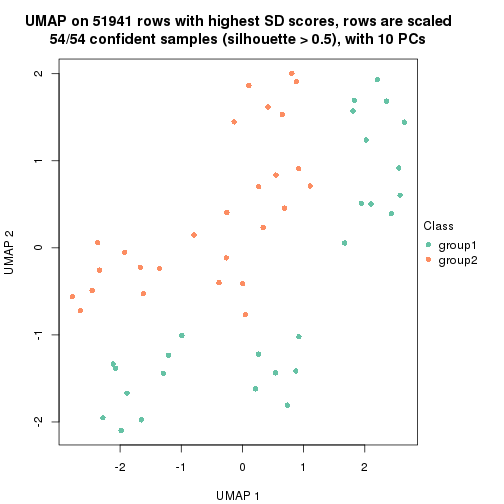 UMAP on 51941 rows with highest SD scores, rows are scaled
54/54 confident samples (silhouette > 0.5), with 10 PCs
2
1
0
-1
-2
UMAP 2
-2
-1
0
1
2
UMAP 1
Class
group1
group2